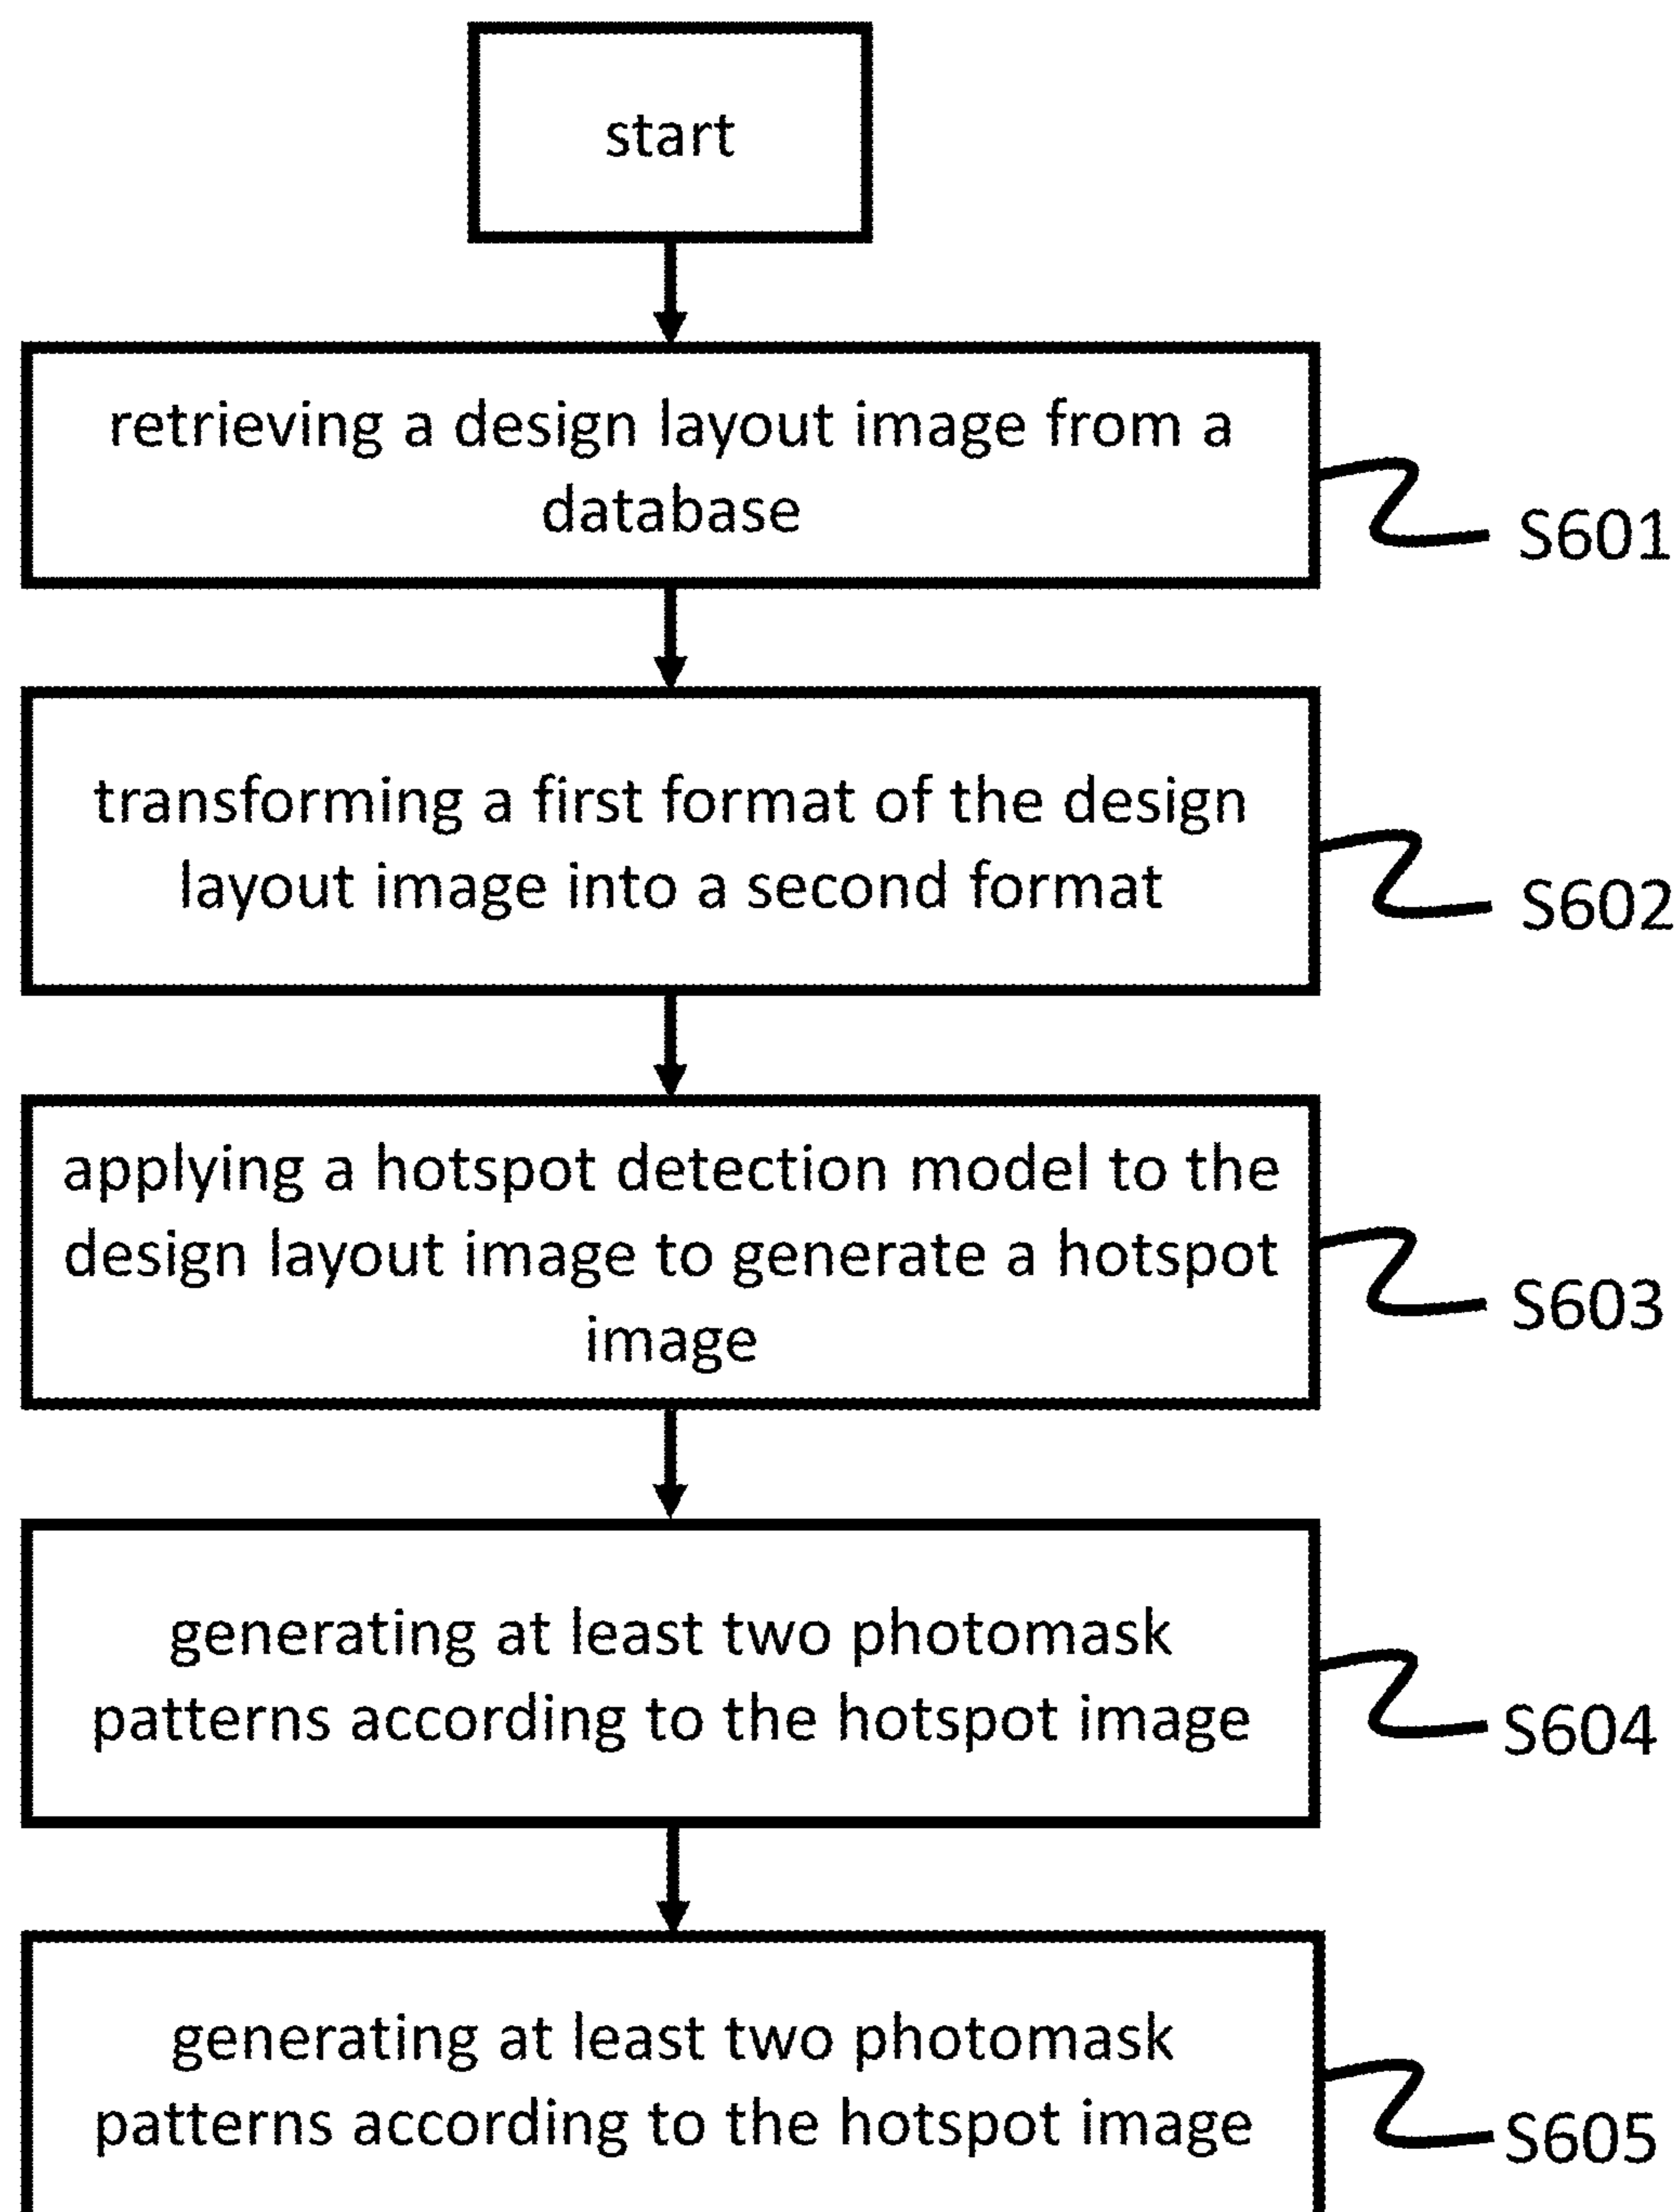 start
retrieving a design layout image from a
database
S601
transforming a first format of the design
layout image into a second format
S602
applying a hotspot detection model to the
design layout image to generate a hotspot
image
S603
generating at least two photomask
patterns according to the hotspot image
S604
generating at least two photomask
patterns according to the hotspot image
S605